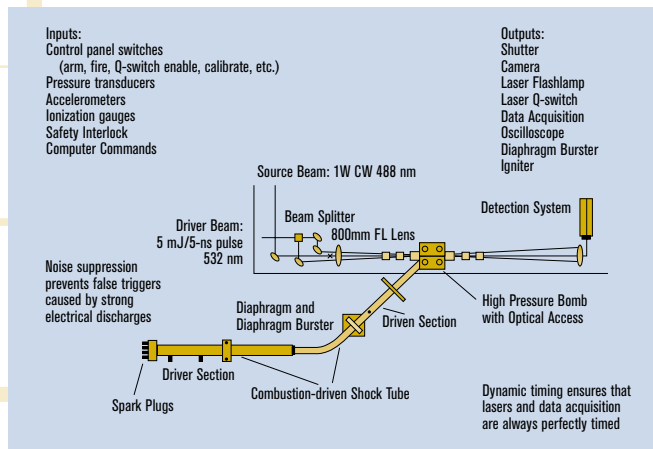 Inputs:
Control panel switches
(arm, fire, Q-switch enable, calibrate, etc.)
Pressure transducers
Accelerometers
Ionization gauges
Safety Interlock
Computer Commands
Outputs:
Shutter
Camera
Laser Flashlamp
Laser Q-switch
Data Acquisition
Oscilloscope
Diaphragm Burster
Igniter
Source Beam: 1W CW 488 nm
Beam Splitter
800mm FL Lens
Driver Beam:
5 mJ/5-ns pulse
532 nm
Detection System
Noise suppression
prevents false triggers
caused by strong
electrical discharges
Diaphragm and
Diaphragm Burster
Driven Section
High Pressure Bomb
with Optical Access
Driver Section
Combustion-driven Shock Tube
Spark Plugs
Dynamic timing ensures that
lasers and data acquisition
are always perfectly timed